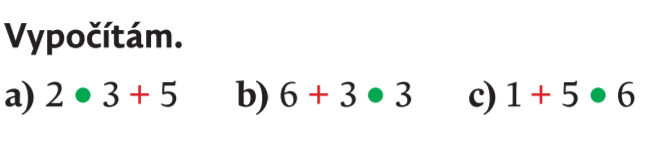 Vypočítám.
a) 2 • 3 + 5 b) 6 + 3 • 3 c) 1 + 5 • 6